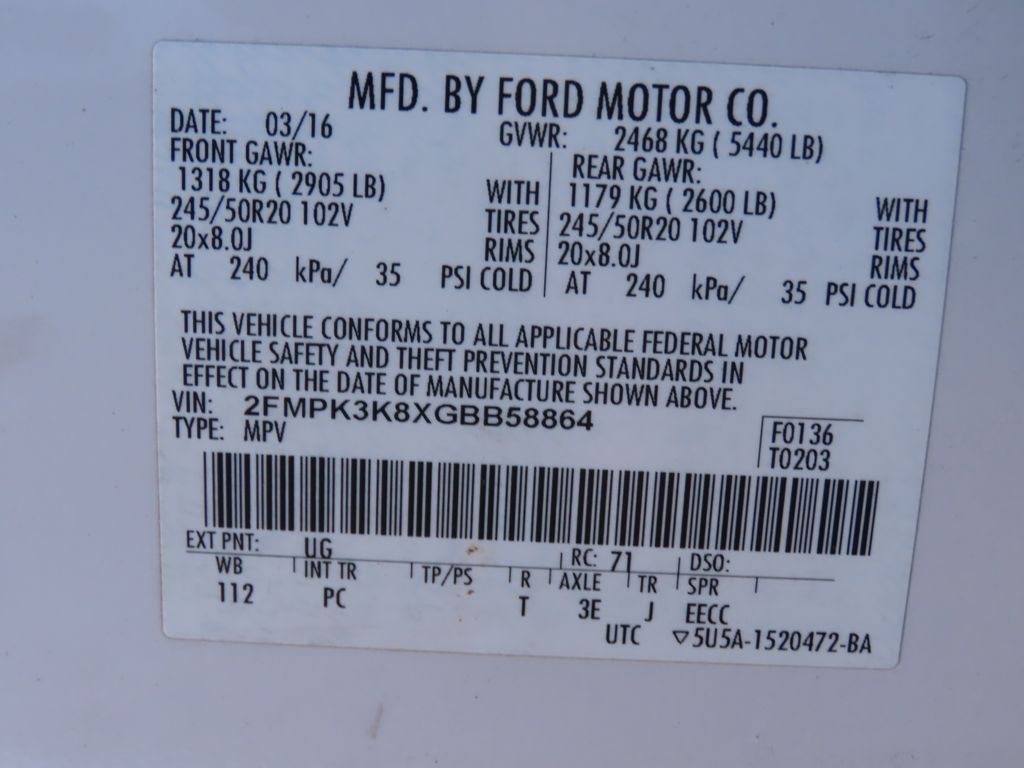 MFD. BY FORD MOTOR CO.
DATE: 03/16 GVWR: 2468 KG ( 5440 LB)
FRONT GAWR: REAR GAWR:
1318 KG ( 2905 LB) WITH 1179 KG ( 2600 LB) WITH
245/50R20 102V TIRES 245/50R20 102V TIRES
20x8.0J RIMS 20x8.0J RIMS
AT 240 kPa/ 35 PSI COLD AT 240 kPa/ 35 PSI COLD
THIS VEHICLE CONFORMS TO ALL APPLICABLE FEDERAL MOTOR
VEHICLE SAFETY AND THEFT PREVENTION STANDARDS IN
EFFECT ON THE DATE OF MANUFACTURE SHOWN ABOVE.
VIN: 2FMPK3K8XGBB58864
TYPE: MPV
F0136
T0203
EXT PNT: UG RC: 71 DSO:
WB INT TR TP/PS R AXLE TR SPR
112 PC T 3E J EECC
UTC ▽5U5A-1520472-BA